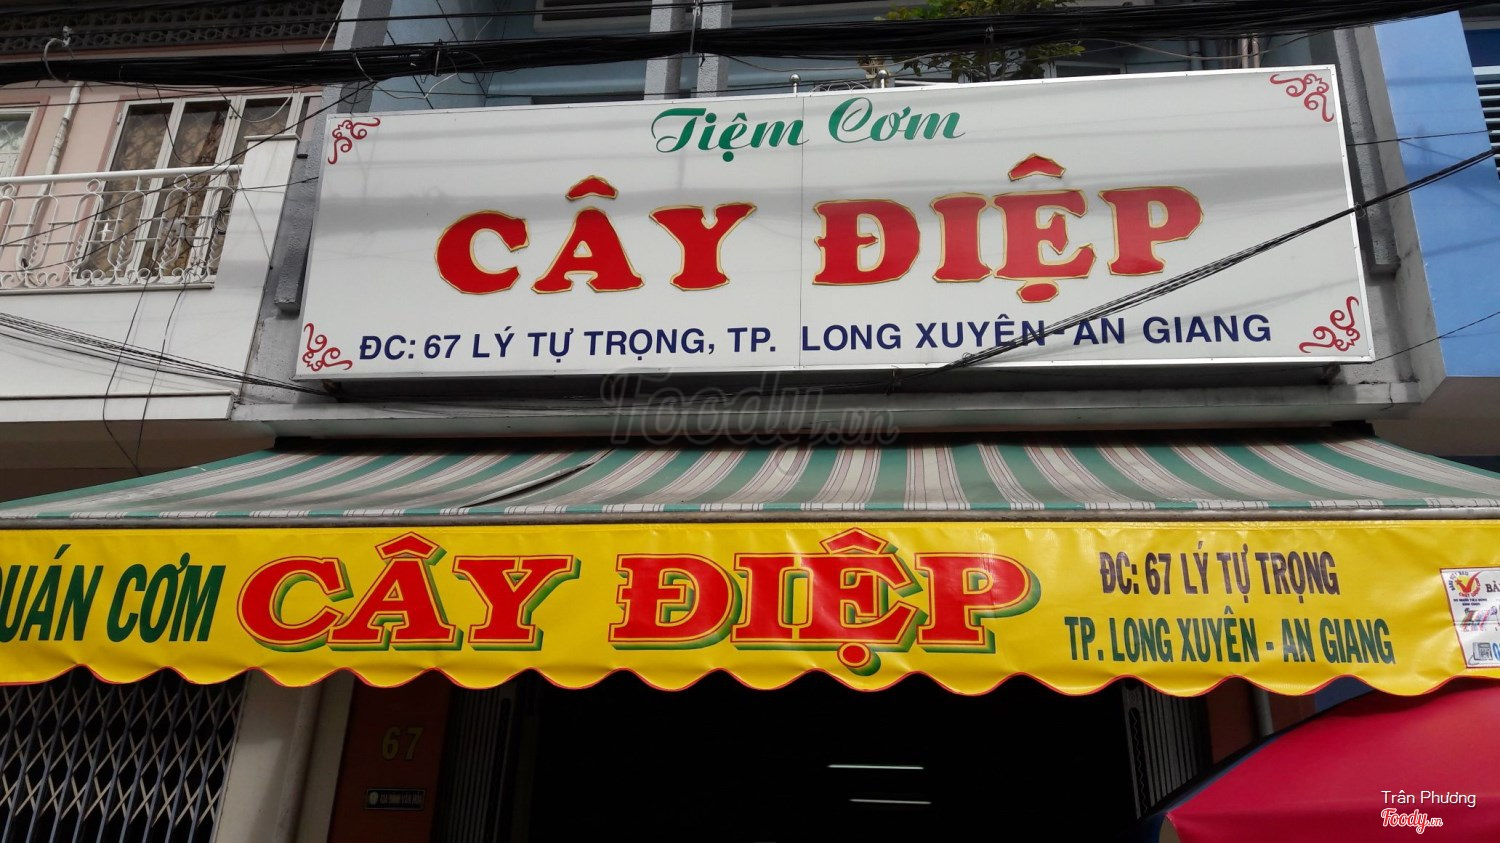 Tiệm Cơm
CÂY ĐIỆP
ĐC: 67 LÝ TỰ TRỌNG, TP. LONG XUYÊN - AN GIANG
Foody.vn
UÁN CƠM CÂY ĐIỆP
ĐC: 67 LÝ TỰ TRỌNG
TP. LONG XUYÊN - AN GIANG
67
Trân Phương
Foody.vn